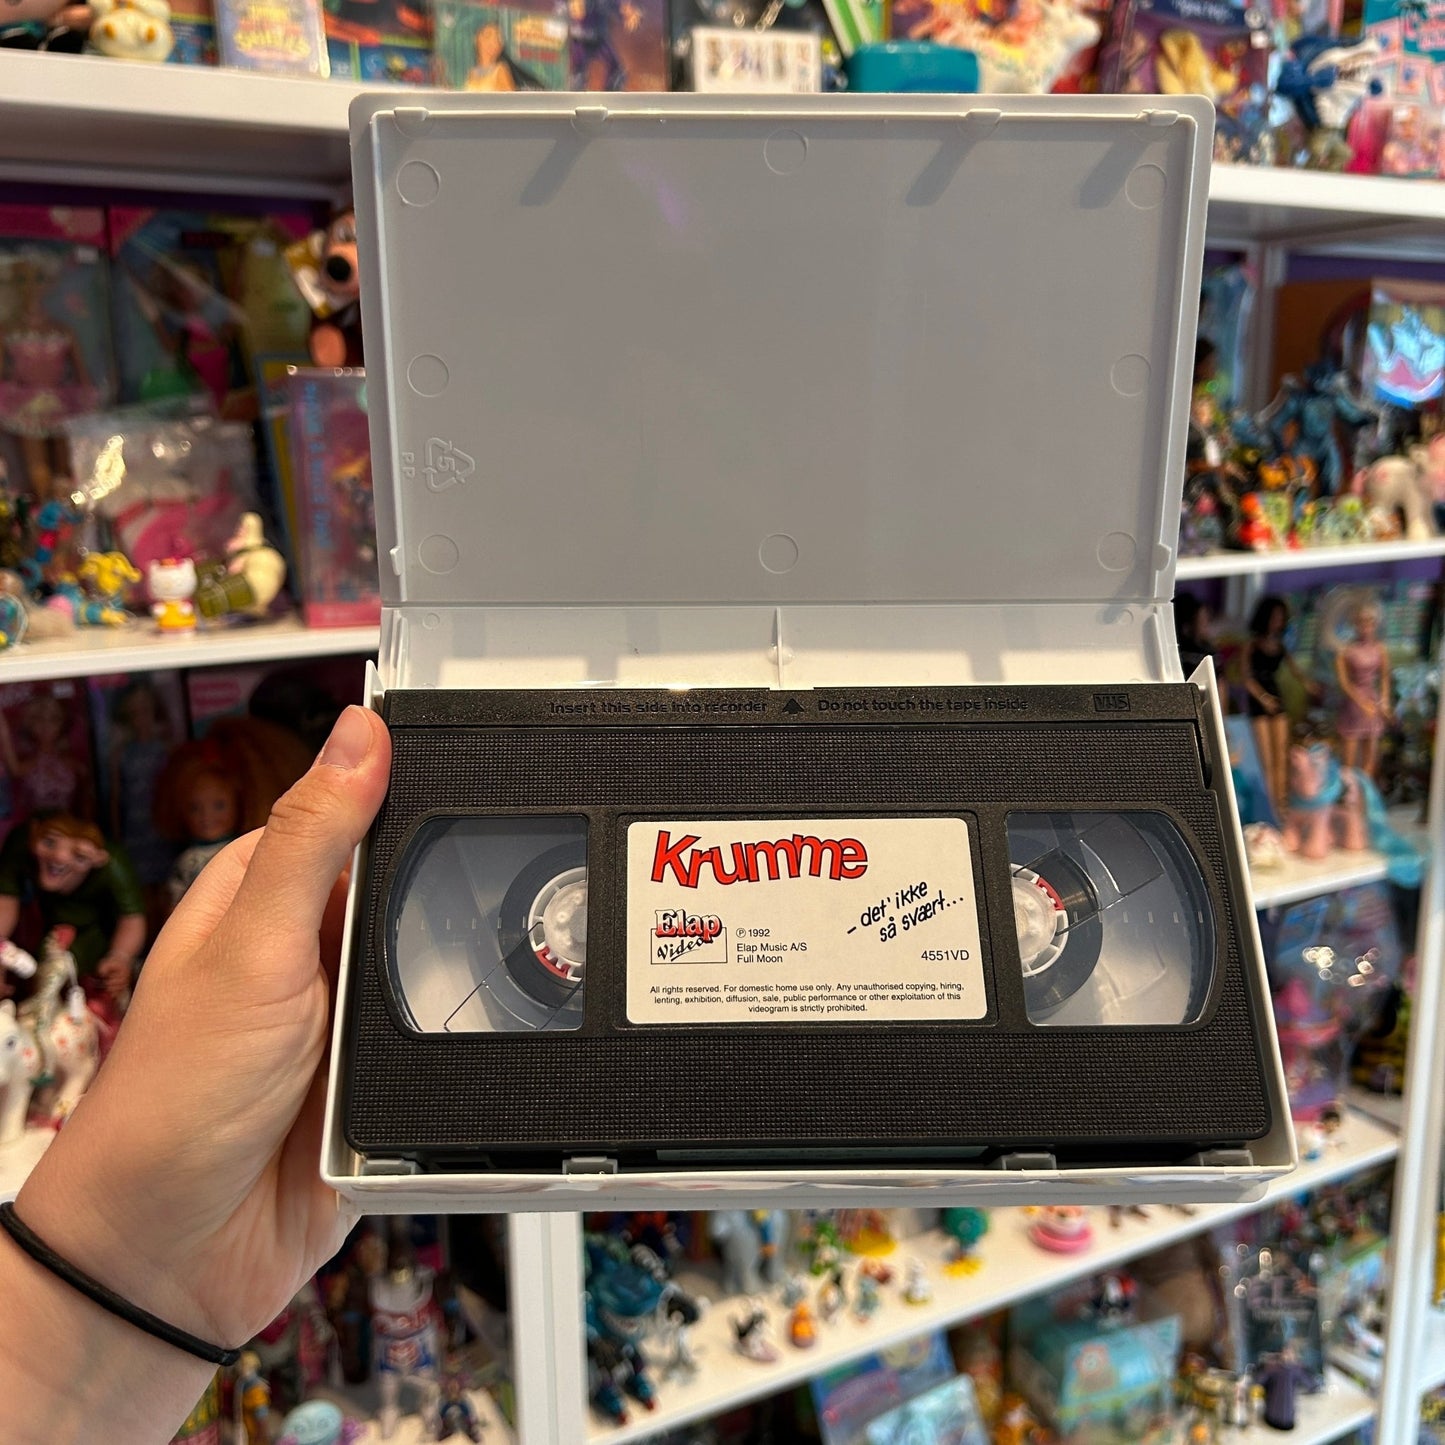 5
PP
Insert this side into recorder Do not touch the tape inside VHS
Krumme
- det' ikke
så svært...
Elap
Video
℗ 1992
Elap Music A/S
Full Moon
4551VD
All rights reserved. For domestic home use only. Any unauthorised copying, hiring,
lenting, exhibition, diffusion, sale, public performance or other exploitation of this
videogram is strictly prohibited.